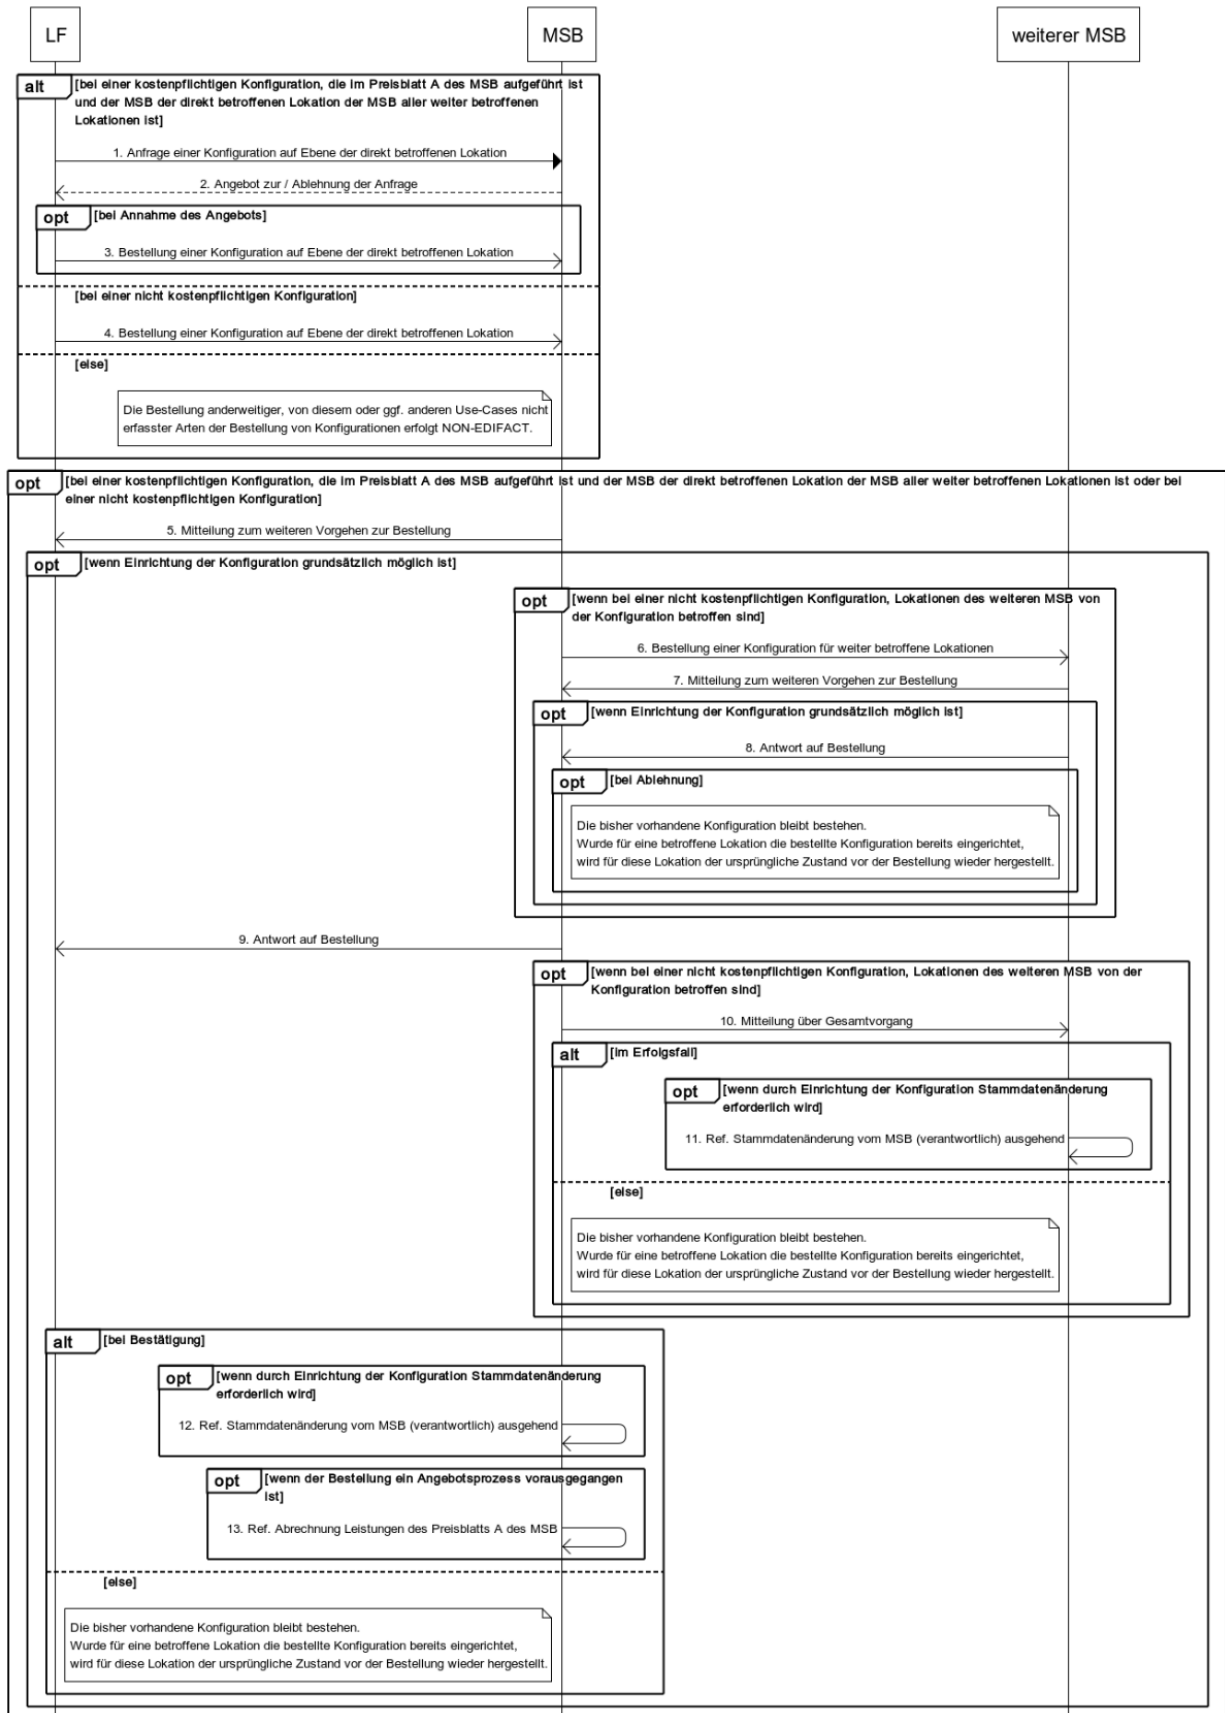 LF
MSB
weiterer MSB
alt
[bei einer kostenpflichtigen Konfiguration, die im Preisblatt A des MSB aufgeführt ist
und der MSB der direkt betroffenen Lokation der MSB aller weiter betroffenen
Lokationen ist]
1. Anfrage einer Konfiguration auf Ebene der direkt betroffenen Lokation
2. Angebot zur / Ablehnung der Anfrage
opt
[bei Annahme des Angebots]
3. Bestellung einer Konfiguration auf Ebene der direkt betroffenen Lokation
[bei einer nicht kostenpflichtigen Konfiguration]
4. Bestellung einer Konfiguration auf Ebene der direkt betroffenen Lokation
[else]
Die Bestellung anderweitiger, von diesem oder ggf. anderen Use-Cases nicht
erfasster Arten der Bestellung von Konfigurationen erfolgt NON-EDIFACT.
opt
[bei einer kostenpflichtigen Konfiguration, die im Preisblatt A des MSB aufgeführt ist und der MSB der direkt betroffenen Lokation der MSB aller weiter betroffenen Lokationen ist oder bei
einer nicht kostenpflichtigen Konfiguration]
5. Mitteilung zum weiteren Vorgehen zur Bestellung
opt
[wenn Einrichtung der Konfiguration grundsätzlich möglich ist]
opt
[wenn bei einer nicht kostenpflichtigen Konfiguration, Lokationen des weiteren MSB von
der Konfiguration betroffen sind]
6. Bestellung einer Konfiguration für weiter betroffene Lokationen
7. Mitteilung zum weiteren Vorgehen zur Bestellung
opt
[wenn Einrichtung der Konfiguration grundsätzlich möglich ist]
8. Antwort auf Bestellung
opt
[bei Ablehnung]
Die bisher vorhandene Konfiguration bleibt bestehen.
Wurde für eine betroffene Lokation die bestellte Konfiguration bereits eingerichtet,
wird für diese Lokation der ursprüngliche Zustand vor der Bestellung wieder hergestellt.
9. Antwort auf Bestellung
opt
[wenn bei einer nicht kostenpflichtigen Konfiguration, Lokationen des weiteren MSB von der
Konfiguration betroffen sind]
10. Mitteilung über Gesamtvorgang
alt
[im Erfolgsfall]
opt
[wenn durch Einrichtung der Konfiguration Stammdatenänderung
erforderlich wird]
11. Ref. Stammdatenänderung vom MSB (verantwortlich) ausgehend
[else]
Die bisher vorhandene Konfiguration bleibt bestehen.
Wurde für eine betroffene Lokation die bestellte Konfiguration bereits eingerichtet,
wird für diese Lokation der ursprüngliche Zustand vor der Bestellung wieder hergestellt.
alt
[bei Bestätigung]
opt
[wenn durch Einrichtung der Konfiguration Stammdatenänderung
erforderlich wird]
12. Ref. Stammdatenänderung vom MSB (verantwortlich) ausgehend
opt
[wenn der Bestellung ein Angebotsprozess vorausgegangen
ist]
13. Ref. Abrechnung Leistungen des Preisblatts A des MSB
[else]
Die bisher vorhandene Konfiguration bleibt bestehen.
Wurde für eine betroffene Lokation die bestellte Konfiguration bereits eingerichtet,
wird für diese Lokation der ursprüngliche Zustand vor der Bestellung wieder hergestellt.